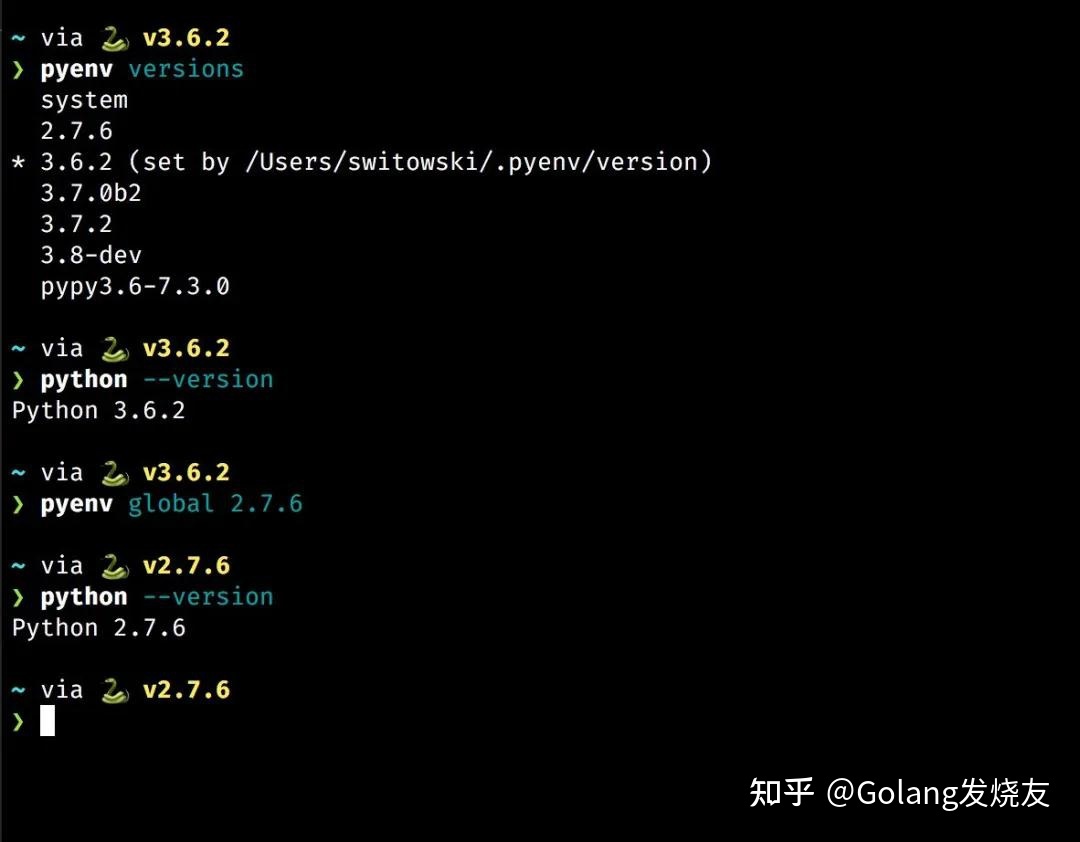 ~ via 🐍 v3.6.2
❯ pyenv versions
system
2.7.6
* 3.6.2 (set by /Users/switowski/.pyenv/version)
3.7.0b2
3.7.2
3.8-dev
pypy3.6-7.3.0
~ via 🐍 v3.6.2
❯ python --version
Python 3.6.2
~ via 🐍 v3.6.2
❯ pyenv global 2.7.6
~ via 🐍 v2.7.6
❯ python --version
Python 2.7.6
~ via 🐍 v2.7.6
❯
知乎 @Golang发烧友